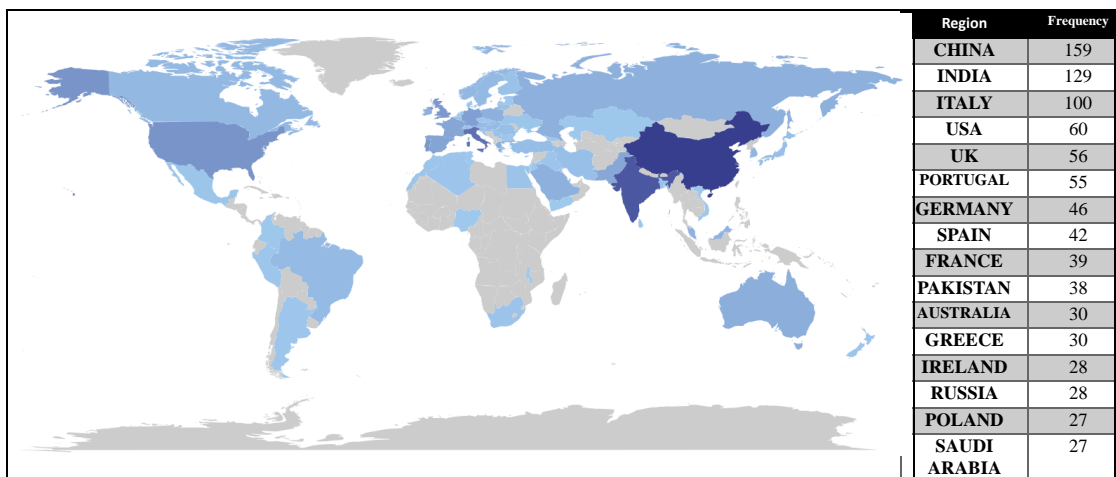 Region Frequency
CHINA 159
INDIA 129
ITALY 100
USA 60
UK 56
PORTUGAL 55
GERMANY 46
SPAIN 42
FRANCE 39
PAKISTAN 38
AUSTRALIA 30
GREECE 30
IRELAND 28
RUSSIA 28
POLAND 27
SAUDI 27
ARABIA